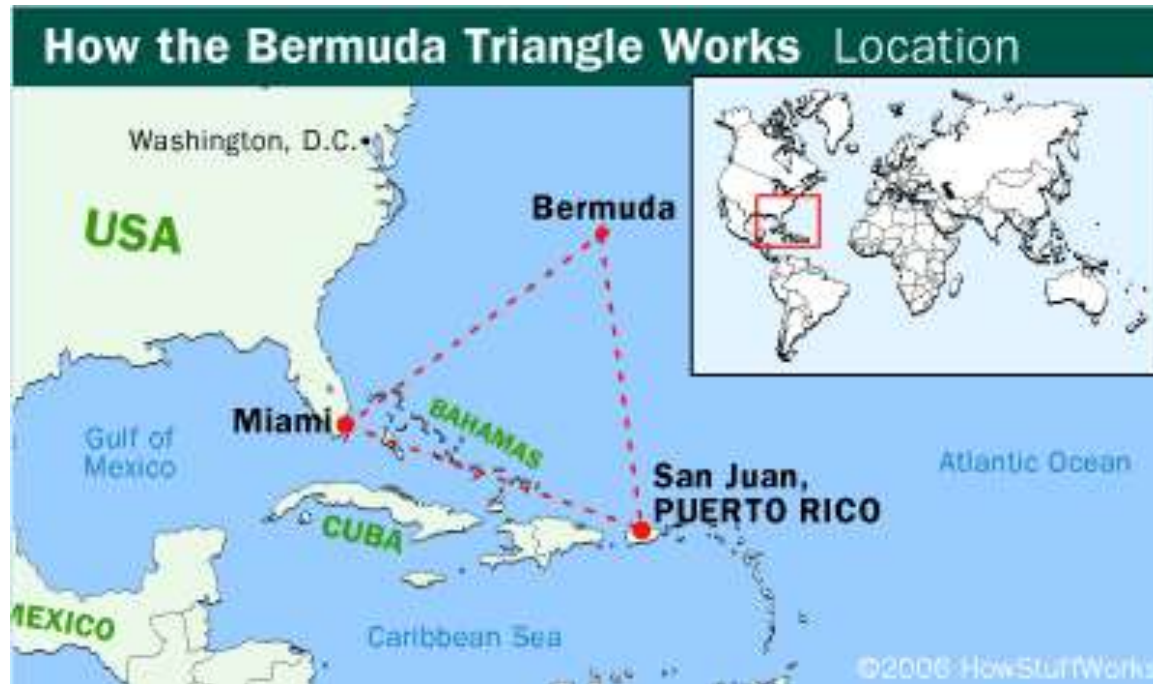 How the Bermuda Triangle Works Location
Washington, D.C.
USA
Bermuda
Miami
BAHAMAS
Gulf of
Mexico
Atlantic Ocean
San Juan,
PUERTO RICO
CUBA
MEXICO
Caribbean Sea
©2006 HowStuffWorks